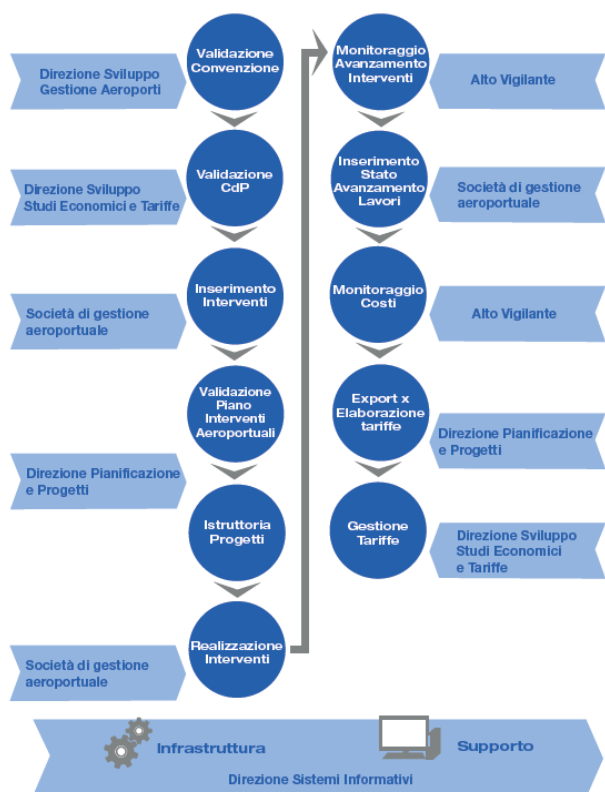 Validazione
Convenzione
Direzione Sviluppo
Gestione Aeroporti
Validazione
CdP
Direzione Sviluppo
Studi Economici e Tariffe
Inserimento
Interventi
Società di gestione
aeroportuale
Validazione
Piano
Interventi
Aeroportuali
Direzione Pianificazione
e Progetti
Istruttoria
Progetti
Realizzazione
Interventi
Società di gestione
aeroportuale
Monitoraggio
Avanzamento
Interventi
Alto Vigilante
Inserimento
Stato
Avanzamento
Lavori
Società di gestione
aeroportuale
Monitoraggio
Costi
Alto Vigilante
Export x
Elaborazione
tariffe
Direzione Pianificazione
e Progetti
Gestione
Tariffe
Direzione Sviluppo
Studi Economici
e Tariffe
Infrastruttura
Supporto
Direzione Sistemi Informativi